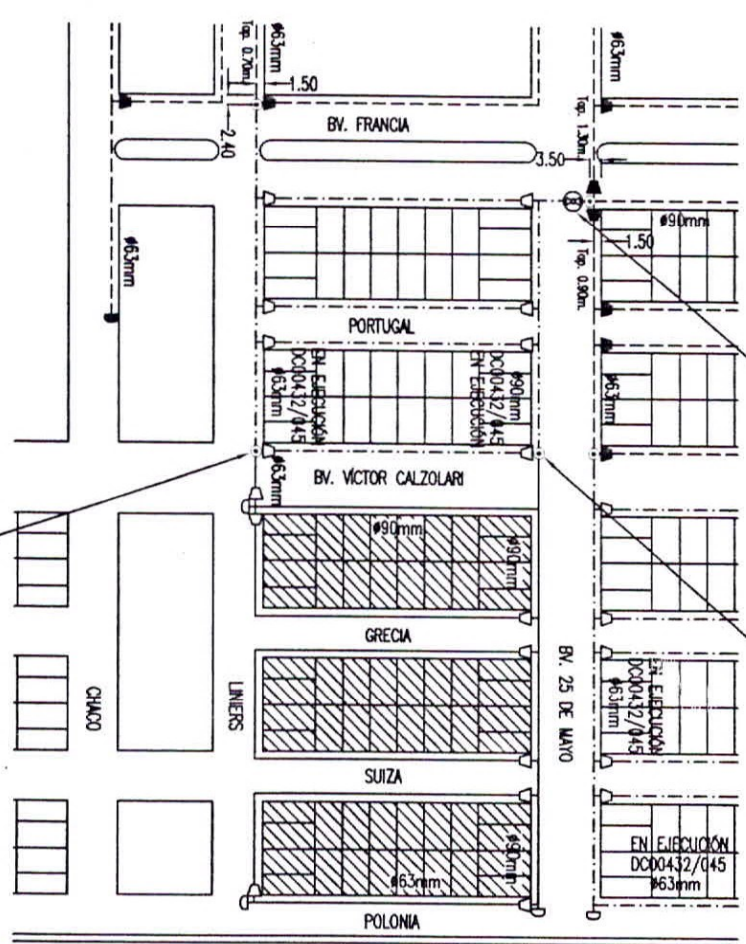 ø63mm
Tap. 0.70m.
ø63mm
1.50
2.40
ø63mm
BV. FRANCIA
3.50
Tap. 1.30m.
ø63mm
ø90mm
1.50
Tap. 0.90m.
PORTUGAL
EN EJECUCIÓN
DC00432/045
ø63mm
ø90mm
DC00432/045
EN EJECUCIÓN
ø63mm
ø63mm
BV. VÍCTOR CALZOLARI
ø90mm
ø90mm
GRECIA
BV. 25 DE MAYO
EN EJECUCIÓN
DC00432/045
ø63mm
CHACO
LINIERS
SUIZA
ø90mm
ø63mm
EN EJECUCIÓN
DC00432/045
ø63mm
POLONIA